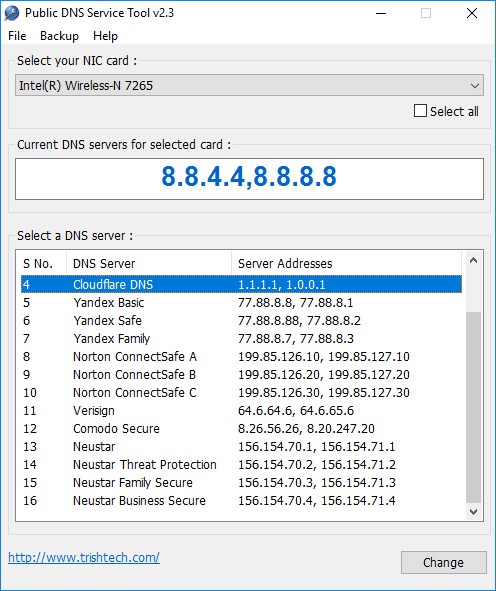 Public DNS Service Tool v2.3
File Backup Help
Select your NIC card :
Intel(R) Wireless-N 7265
Select all
Current DNS servers for selected card :
8.8.4.4,8.8.8.8
Select a DNS server :
S No. DNS Server Server Addresses
4 Cloudflare DNS 1.1.1.1, 1.0.0.1
5 Yandex Basic 77.88.8.8, 77.88.8.1
6 Yandex Safe 77.88.8.88, 77.88.8.2
7 Yandex Family 77.88.8.7, 77.88.8.3
8 Norton ConnectSafe A 199.85.126.10, 199.85.127.10
9 Norton ConnectSafe B 199.85.126.20, 199.85.127.20
10 Norton ConnectSafe C 199.85.126.30, 199.85.127.30
11 Verisign 64.6.64.6, 64.6.65.6
12 Comodo Secure 8.26.56.26, 8.20.247.20
13 Neustar 156.154.70.1, 156.154.71.1
14 Neustar Threat Protection 156.154.70.2, 156.154.71.2
15 Neustar Family Secure 156.154.70.3, 156.154.71.3
16 Neustar Business Secure 156.154.70.4, 156.154.71.4
http://www.trishtech.com/
Change